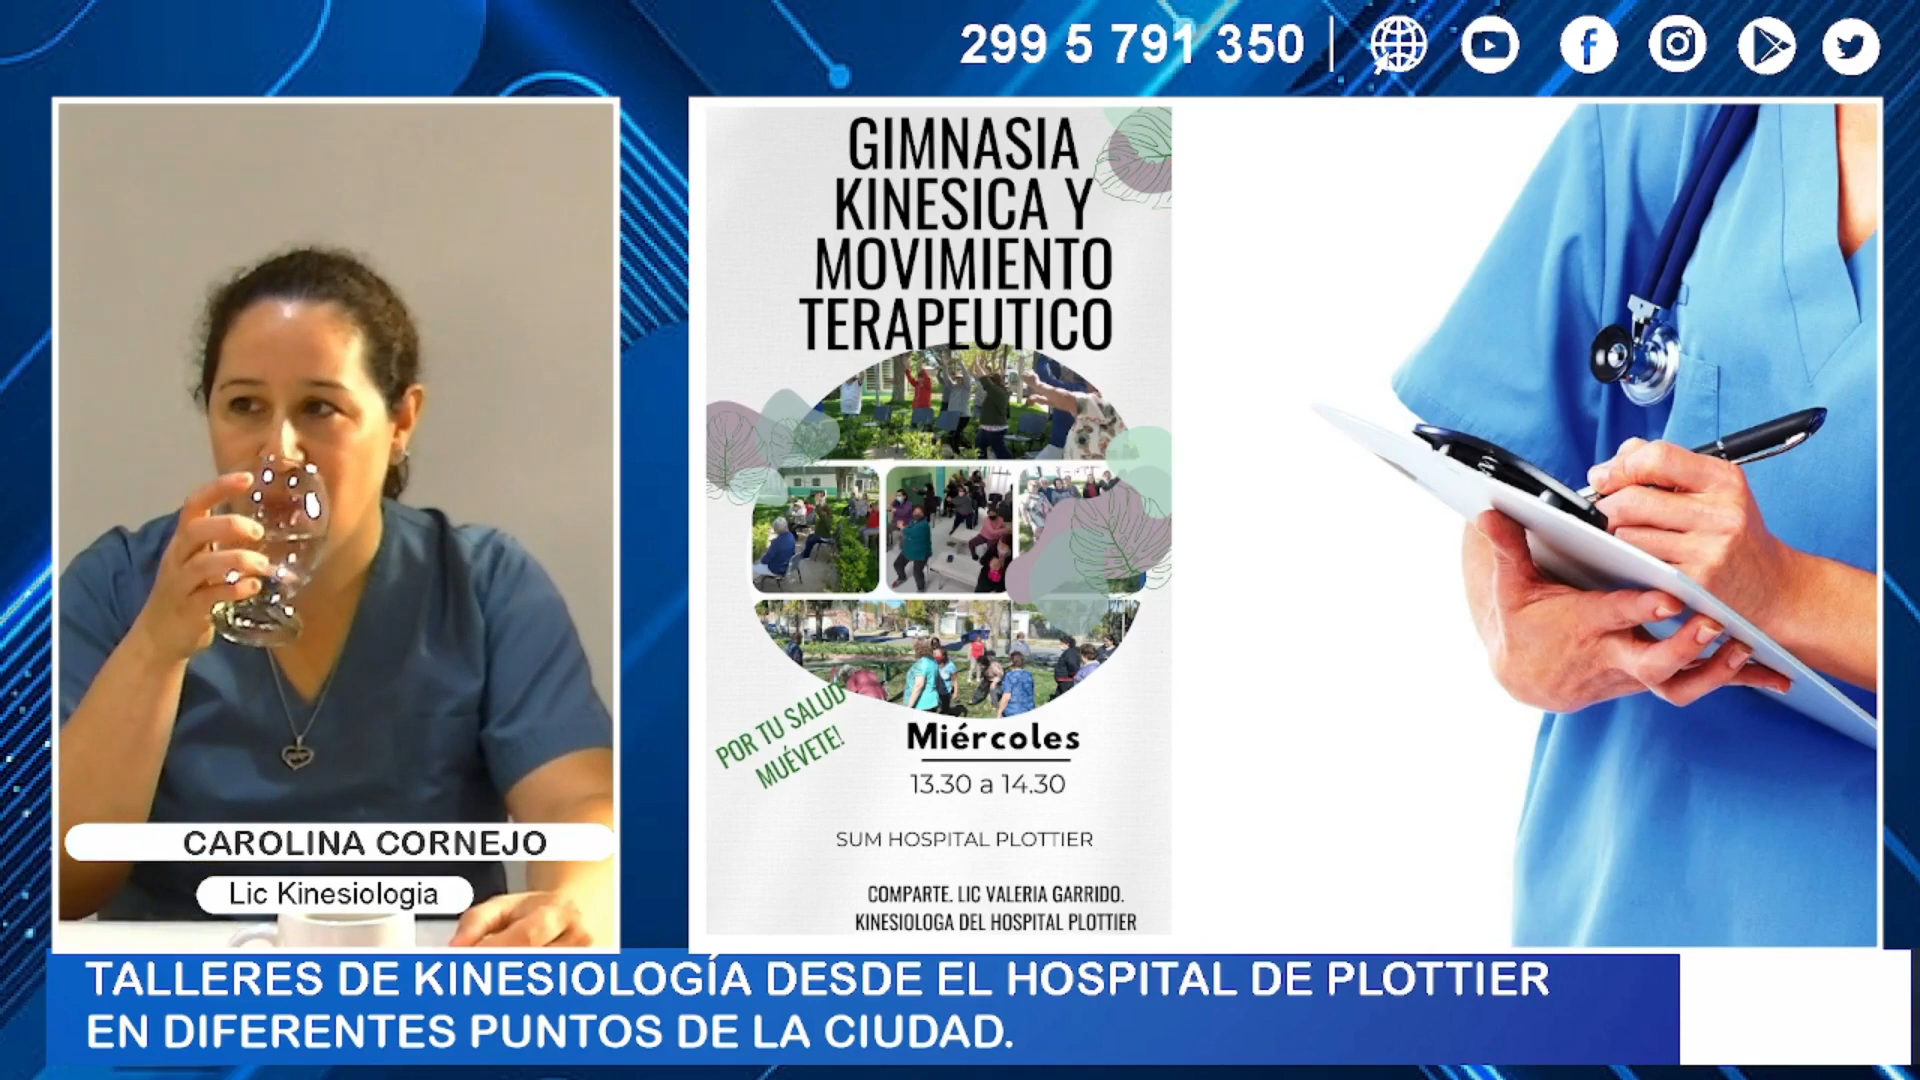 299 5 791 350
GIMNASIA
KINESICA Y
MOVIMIENTO
TERAPEUTICO
POR TU SALUD
MUÉVETE!
Miércoles
13.30 a 14.30
SUM HOSPITAL PLOTTIER
COMPARTE. LIC VALERIA GARRIDO.
KINESIOLOGA DEL HOSPITAL PLOTTIER
CAROLINA CORNEJO
Lic Kinesiologia
TALLERES DE KINESIOLOGÍA DESDE EL HOSPITAL DE PLOTTIER
EN DIFERENTES PUNTOS DE LA CIUDAD.